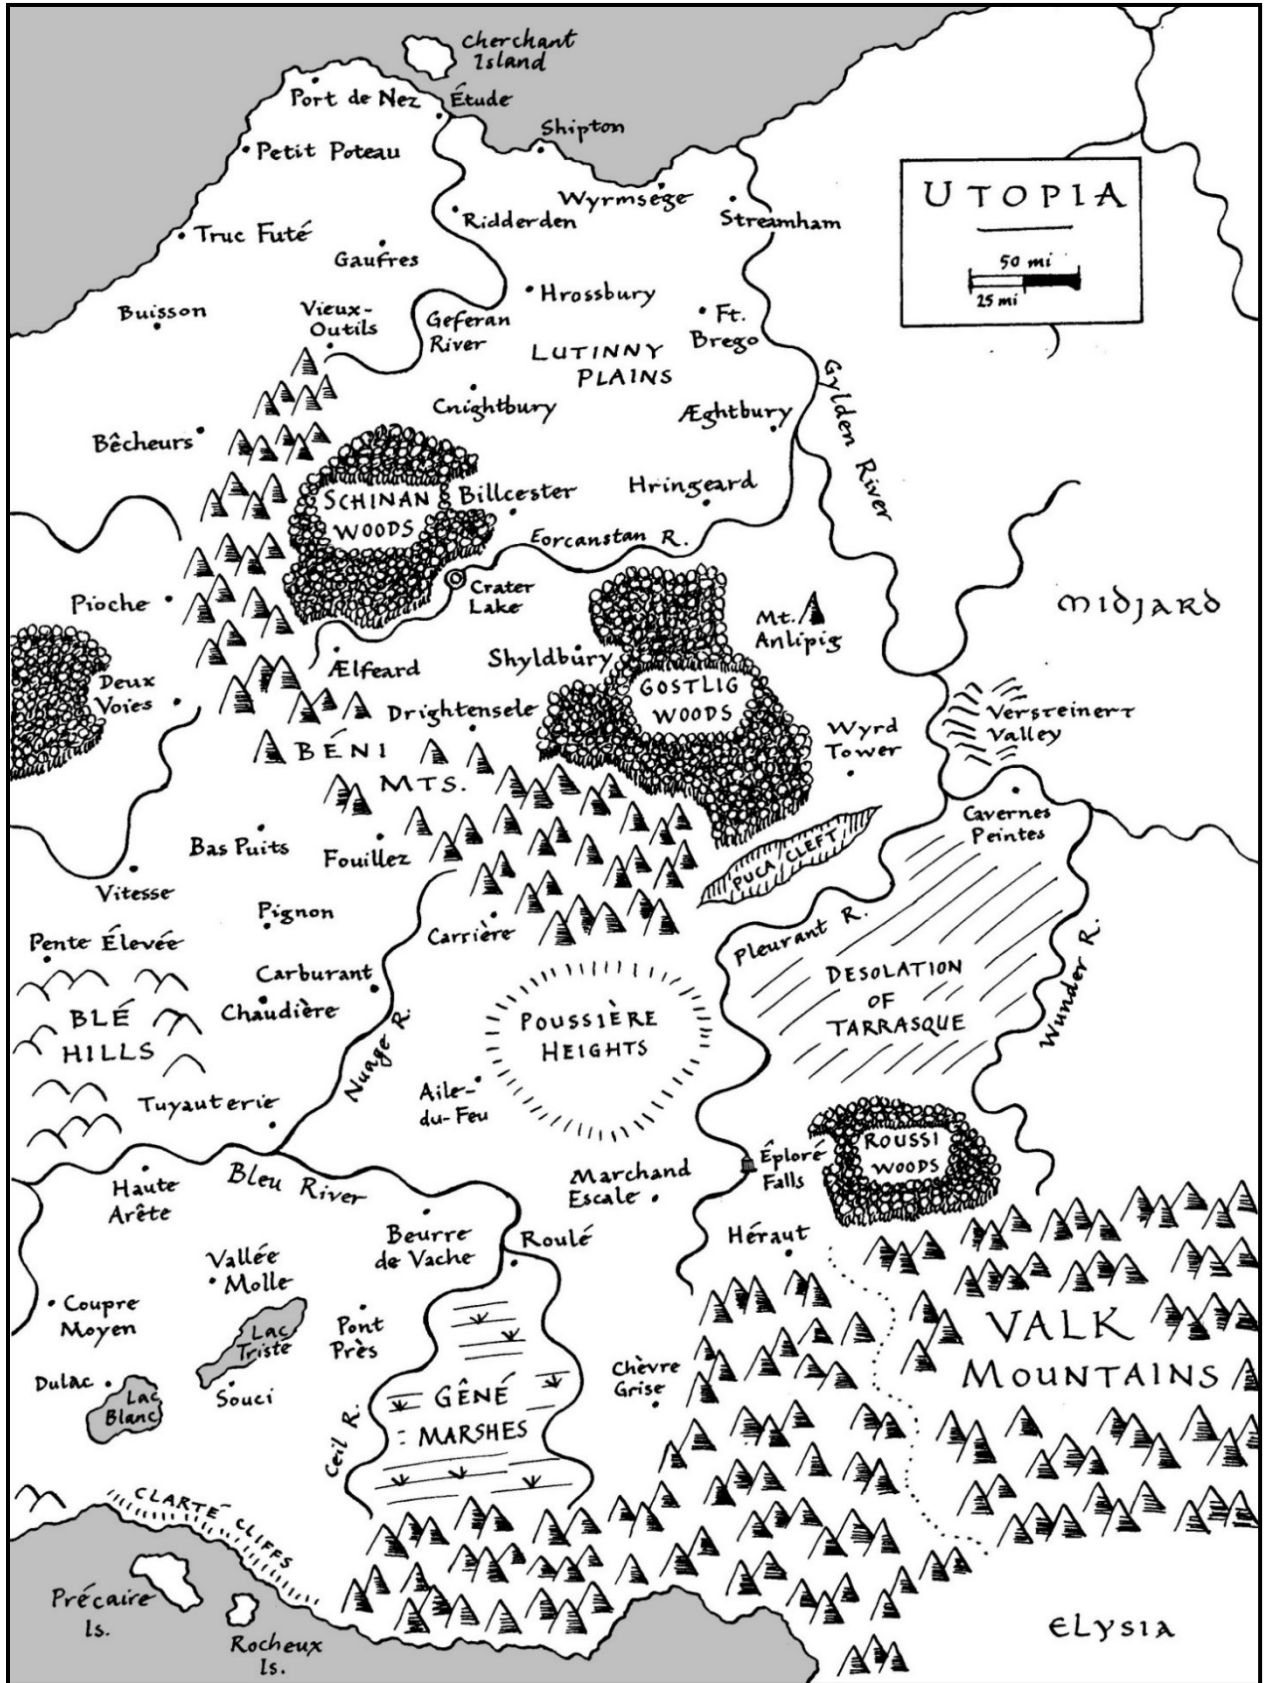 Cherchant
Island
Port de Nez
Étude
Shipton
Petit Poteau
UTOPIA
50 mi
25 mi
Wyrmsege
Ridderden
Streamham
Truc Futé
Gaufres
Hrossbury
Buisson
Vieux-
Outils
Geferan
River
Ft.
Brego
LUTINNY
PLAINS
Gylden River
Cnightbury
Æghtbury
Bêcheurs
SCHINAN
WOODS
Billcester
Hringeard
Eorcanstan R.
Crater
Lake
Pioche
Mt.
Anlipig
MIDJARD
Ælfeard
Shyldbury
Deux
Voies
GOSTLIG
WOODS
Drightensele
Versteinert
Valley
Wyrd
Tower
BÉNI
MTS.
Cavernes
Peintes
Bas Puits
Fouillez
PUCA CLEFT
Vitesse
Pignon
Carrière
Pleurant R.
Pente Élevée
Carburant
DESOLATION
OF
TARRASQUE
Wunder R.
BLÉ
HILLS
Chaudière
POUSSIÈRE
HEIGHTS
Nuage R.
Aile-
du-Feu
Tuyauterie
ROUSSI
WOODS
Éploré
Falls
Haute
Arête
Bleu River
Marchand
Escale
Beurre
de Vache
Roulé
Héraut
Vallée
Molle
Coupre
Moyen
Lac
Triste
Pont
Près
VALK
MOUNTAINS
Dulac
Lac
Blanc
Souci
GÊNÉ
MARSHES
Chèvre
Grise
Ceil R.
CLARTÉ CLIFFS
Précaire
Is.
Rocheux
Is.
ELYSIA